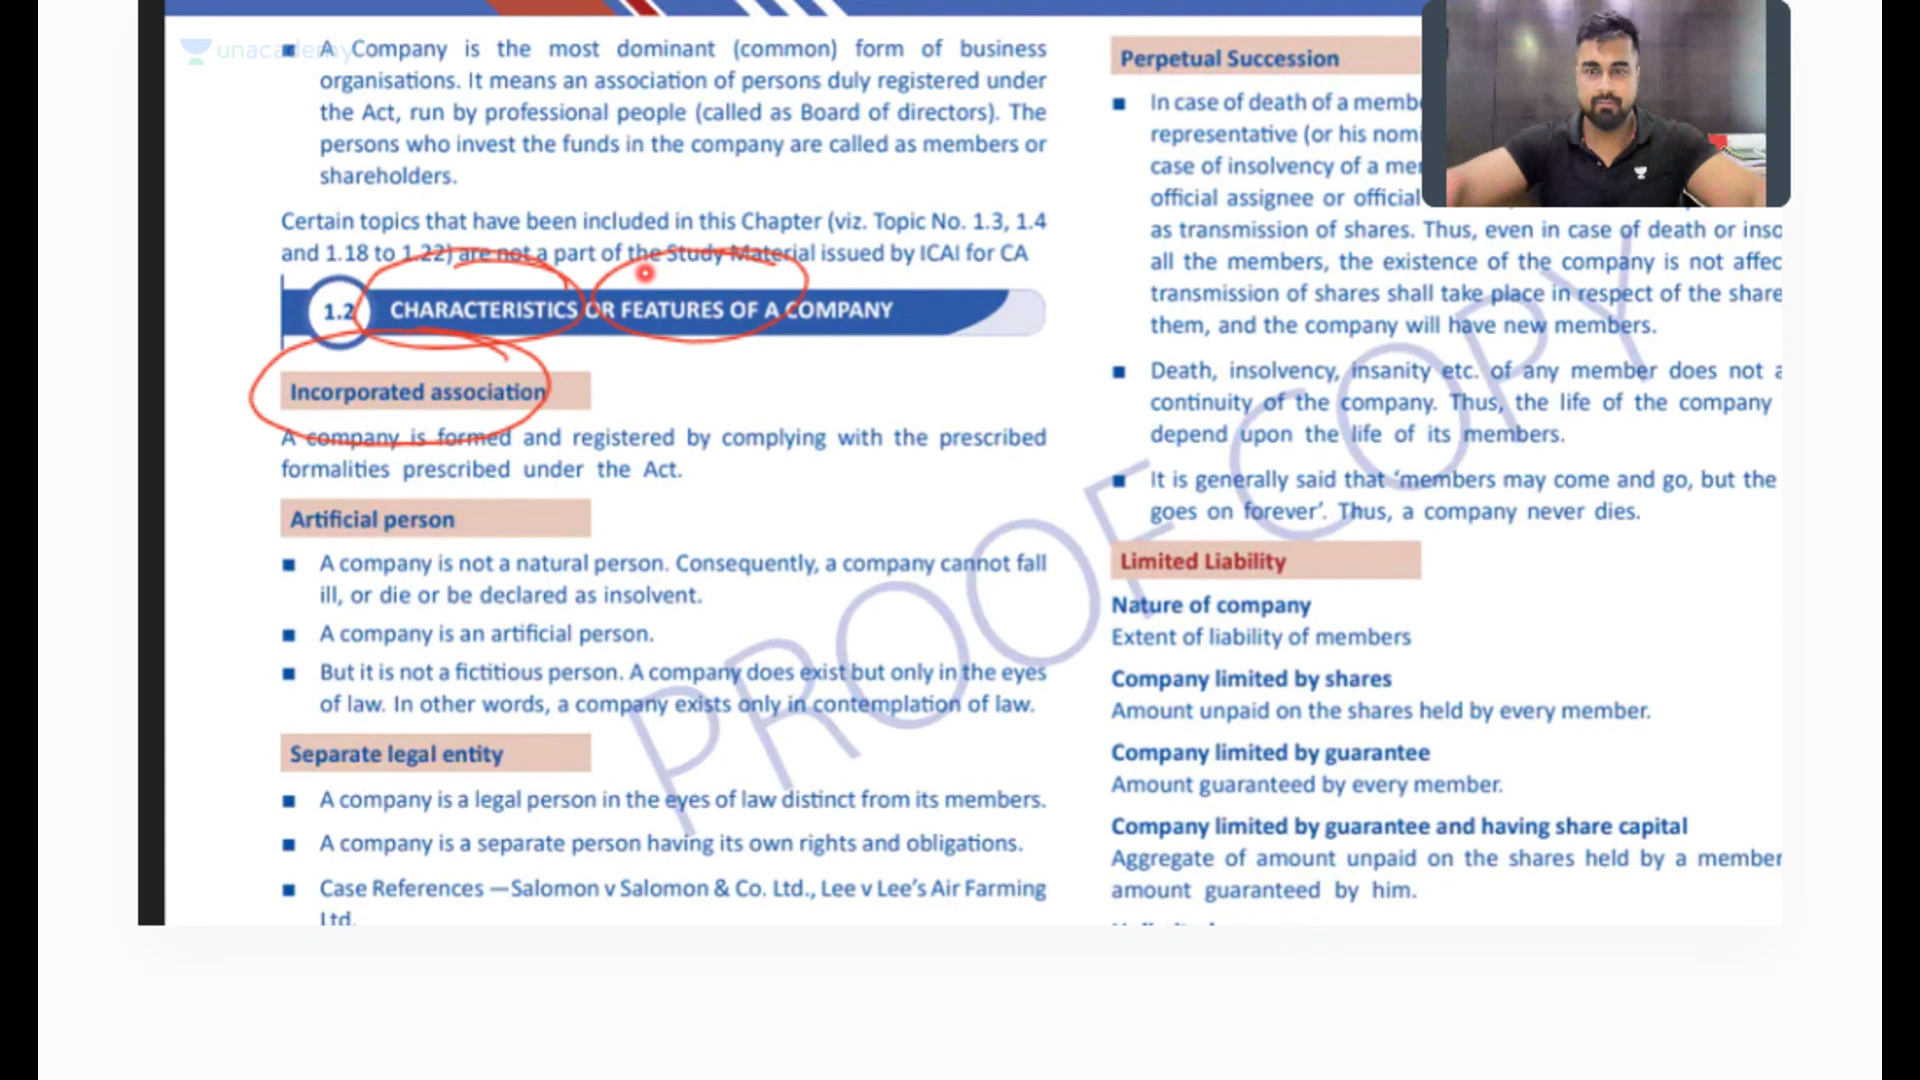 unacademy
A Company is the most dominant (common) form of business
organisations. It means an association of persons duly registered under
the Act, run by professional people (called as Board of directors). The
persons who invest the funds in the company are called as members or
shareholders.
Certain topics that have been included in this Chapter (viz. Topic No. 1.3, 1.4
and 1.18 to 1.22) are not a part of the Study Material issued by ICAI for CA
1.2 CHARACTERISTICS OR FEATURES OF A COMPANY
Incorporated association
A company is formed and registered by complying with the prescribed
formalities prescribed under the Act.
Artificial person
A company is not a natural person. Consequently, a company cannot fall
ill, or die or be declared as insolvent.
A company is an artificial person.
But it is not a fictitious person. A company does exist but only in the eyes
of law. In other words, a company exists only in contemplation of law.
Separate legal entity
A company is a legal person in the eyes of law distinct from its members.
A company is a separate person having its own rights and obligations.
Case References —Salomon v Salomon & Co. Ltd., Lee v Lee's Air Farming
Ltd.
Perpetual Succession
In case of death of a
representative (or his
case of insolvency of a
official assignee or official
as transmission of shares. Thus, even in case of death or
all the members, the existence of the company is not
transmission of shares shall take place in respect of the
them, and the company will have new members.
Death, insolvency, insanity etc. of any member does not
continuity of the company. Thus, the life of the company
depend upon the life of its members.
It is generally said that 'members may come and go, but the
goes on forever'. Thus, a company never dies.
Limited Liability
Nature of company
Extent of liability of members
Company limited by shares
Amount unpaid on the shares held by every member.
Company limited by guarantee
Amount guaranteed by every member.
Company limited by guarantee and having share capital
Aggregate of amount unpaid on the shares held by a member
amount guaranteed by him.
PROOF COPY